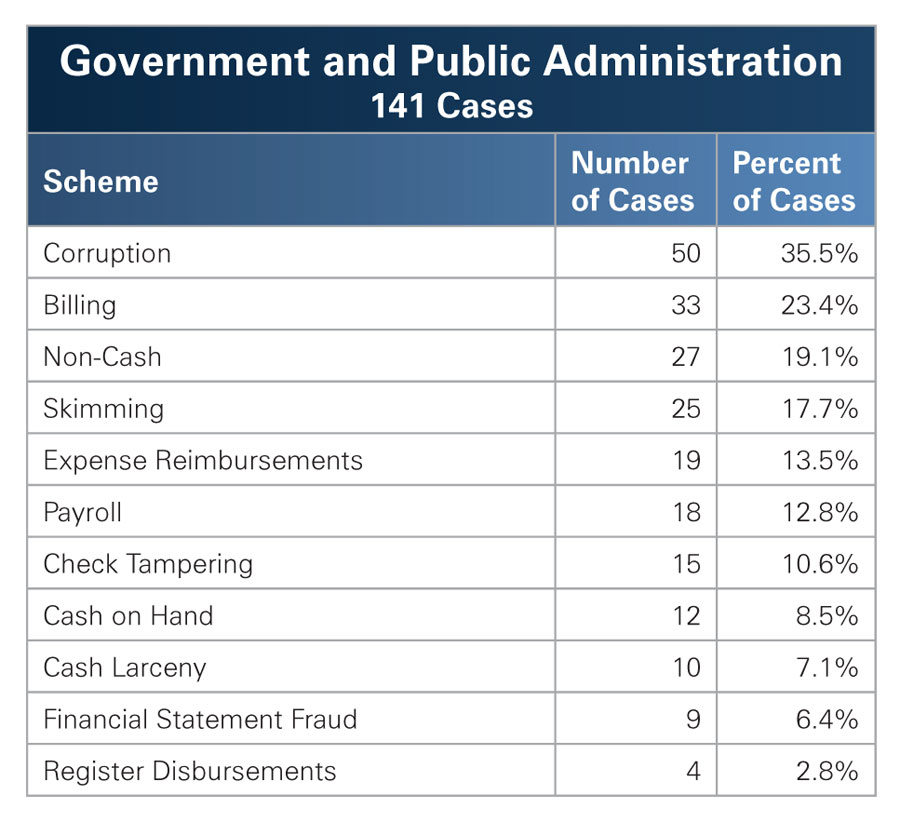 Government and Public Administration
141 Cases
Scheme Number of Cases Percent of Cases
Corruption 50 35.5%
Billing 33 23.4%
Non-Cash 27 19.1%
Skimming 25 17.7%
Expense Reimbursements 19 13.5%
Payroll 18 12.8%
Check Tampering 15 10.6%
Cash on Hand 12 8.5%
Cash Larceny 10 7.1%
Financial Statement Fraud 9 6.4%
Register Disbursements 4 2.8%